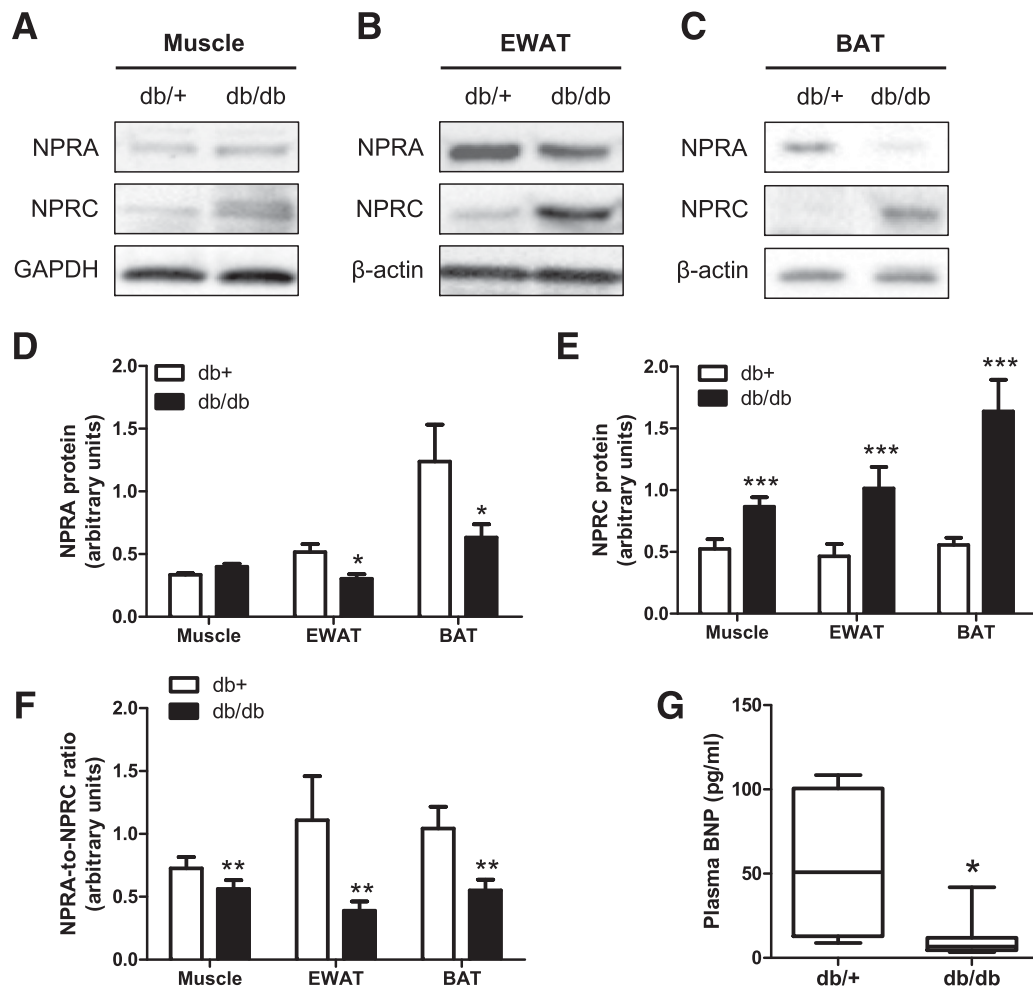 A
Muscle
db/+ db/db
NPRA
NPRC
GAPDH
B
EWAT
db/+ db/db
NPRA
NPRC
β-actin
C
BAT
db/+ db/db
NPRA
NPRC
β-actin
D
NPRA protein
(arbitrary units)
2.0
1.5
1.0
0.5
0.0
db+
db/db
*
*
Muscle EWAT BAT
E
NPRC protein
(arbitrary units)
2.0
1.5
1.0
0.5
0.0
db+
db/db
***
***
***
Muscle EWAT BAT
F
NPRA-to-NPRC ratio
(arbitrary units)
2.0
1.5
1.0
0.5
0.0
db+
db/db
**
**
**
Muscle EWAT BAT
G
Plasma BNP (pg/ml)
150
100
50
0
*
db/+ db/db